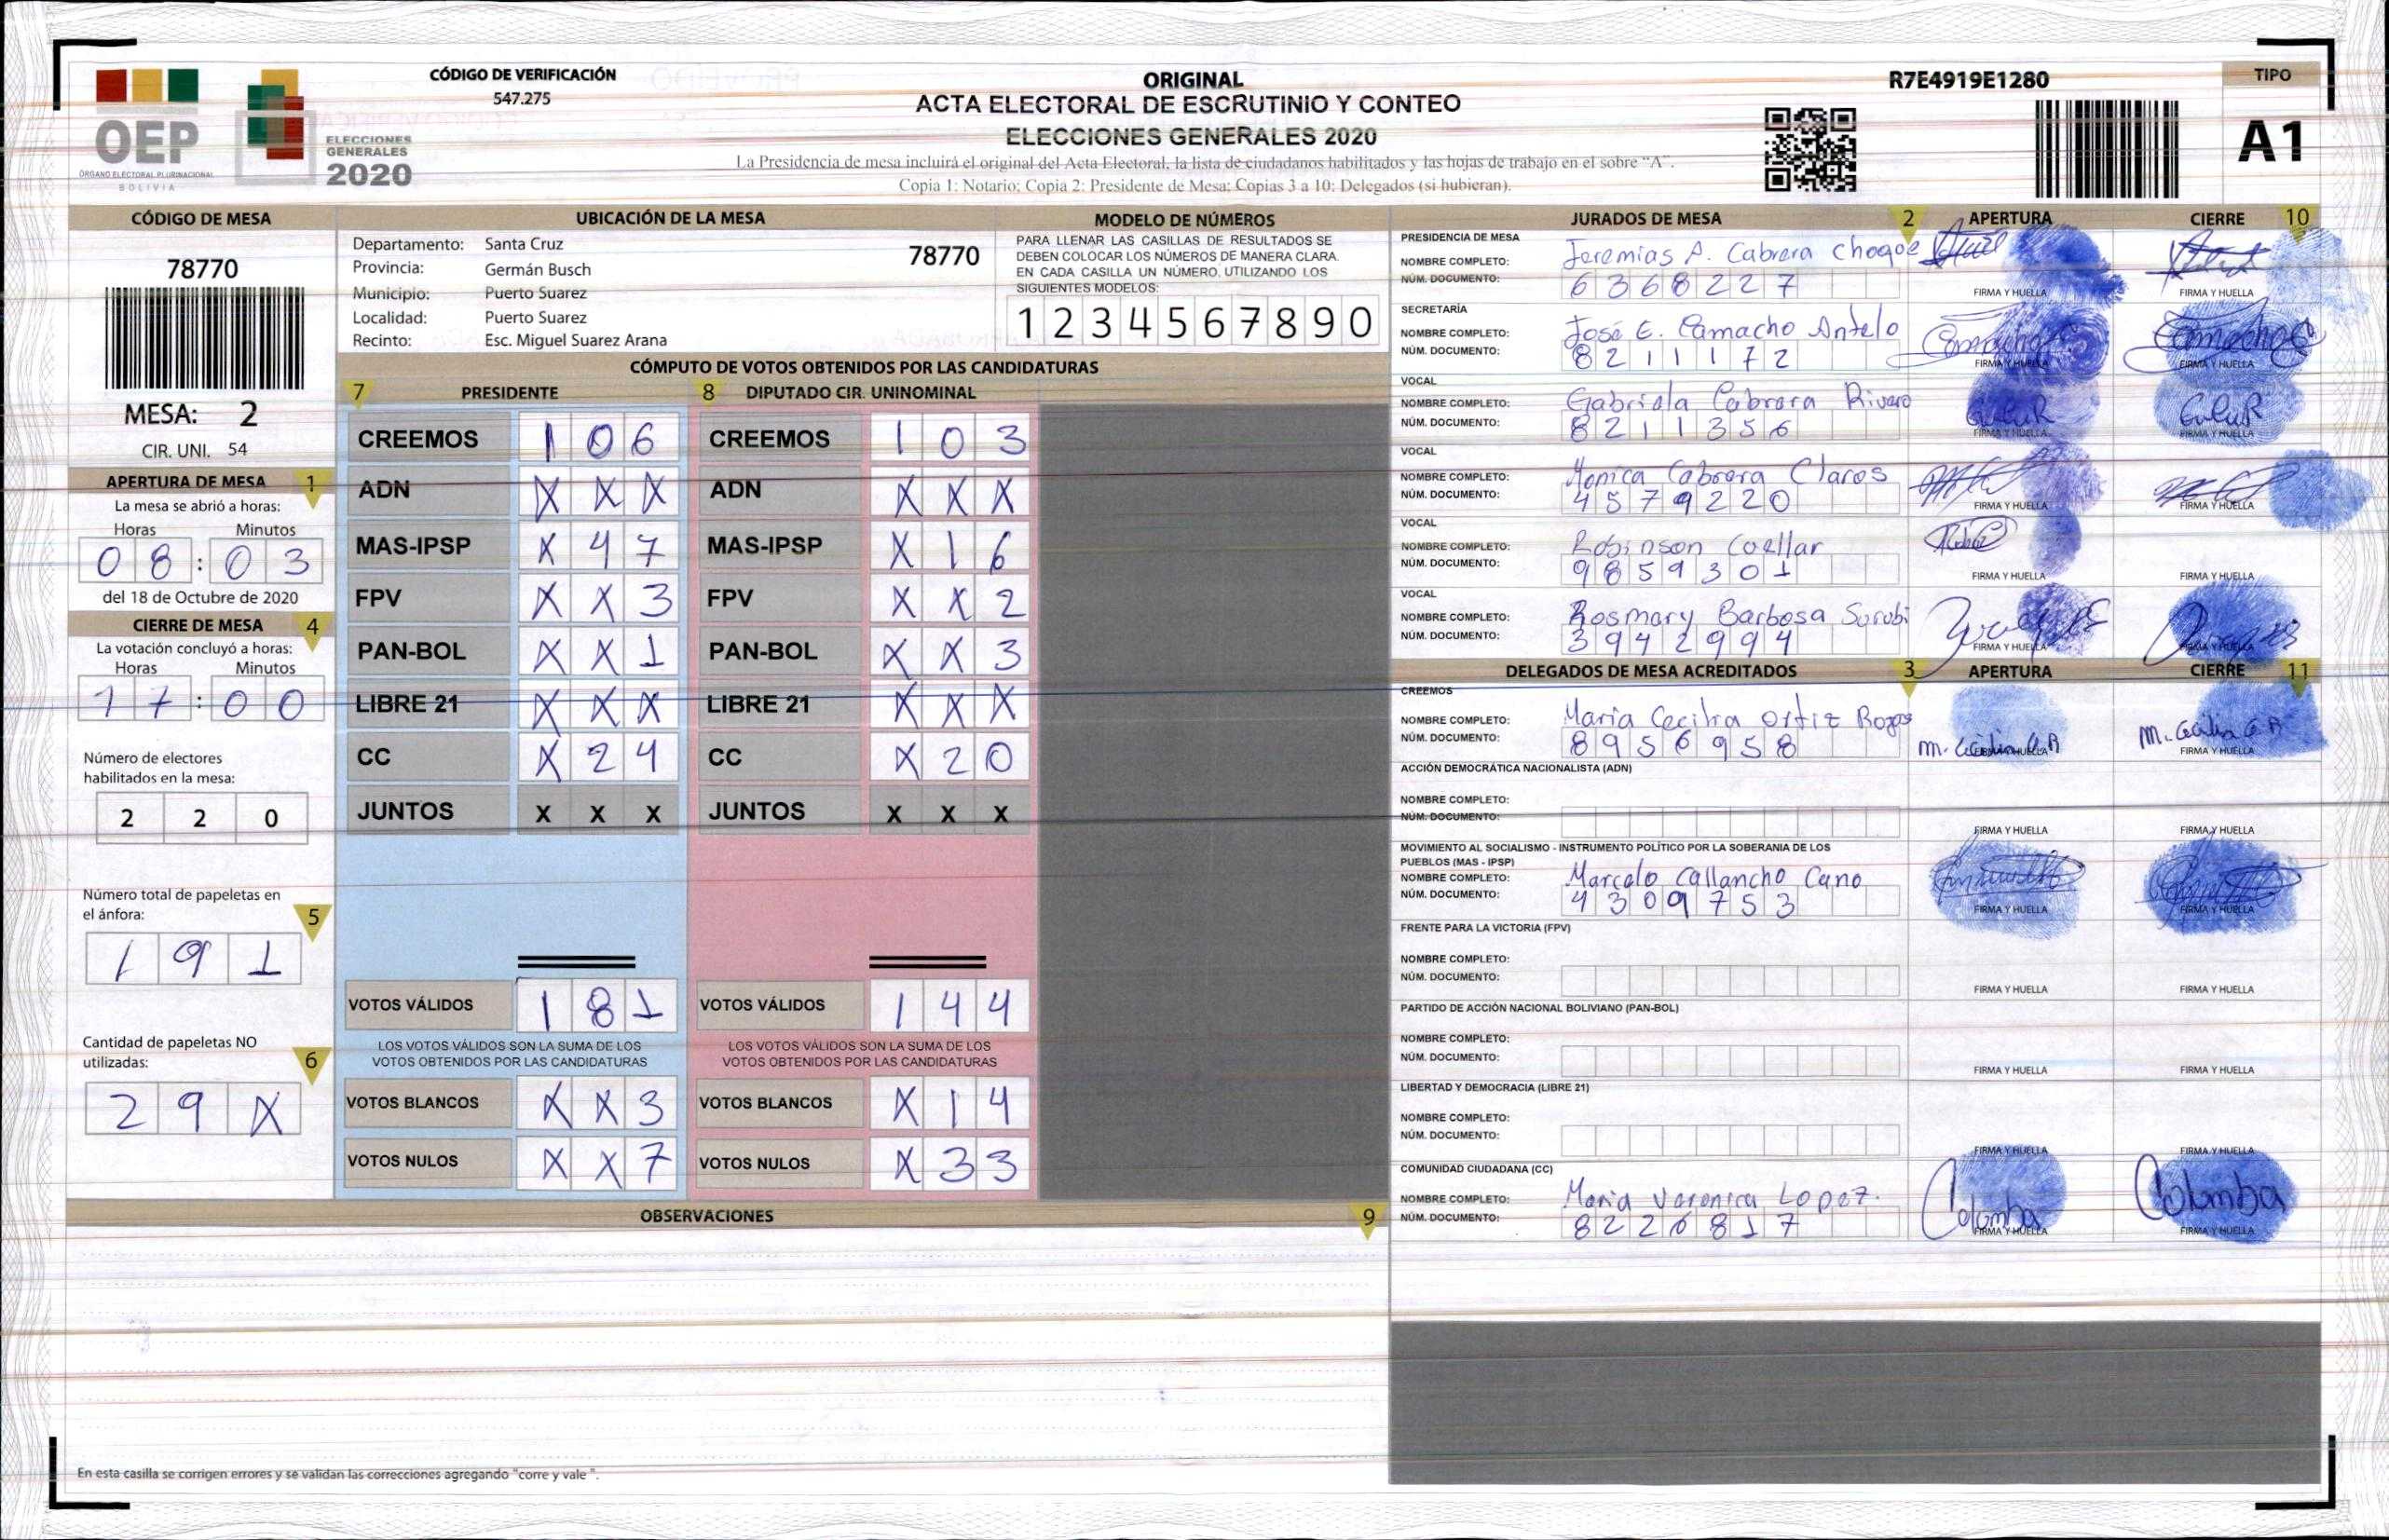 CÓDIGO DE VERIFICACIÓN
547.275
OEP
ÓRGANO ELECTORAL PLURINACIONAL
BOLIVIA
ELECCIONES
GENERALES
2020
ORIGINAL
ACTA ELECTORAL DE ESCRUTINIO Y CONTEO
ELECCIONES GENERALES 2020
La Presidencia de mesa incluirá el original del Acta Electoral, la lista de ciudadanos habilitados y las hojas de trabajo en el sobre "A".
Copia 1: Notario; Copia 2: Presidente de Mesa; Copias 3 a 10: Delegados (si hubieran).
R7E4919E1280
TIPO
A1
CÓDIGO DE MESA
78770
MESA: 2
CIR. UNI. 54
APERTURA DE MESA 1
La mesa se abrió a horas:
Horas Minutos
08:03
del 18 de Octubre de 2020
CIERRE DE MESA 4
La votación concluyó a horas:
Horas Minutos
17:00
Número de electores
habilitados en la mesa:
2 2 0
Número total de papeletas en
el ánfora: 5
1 9 1
Cantidad de papeletas NO
utilizadas: 6
2 9 X
UBICACIÓN DE LA MESA
Departamento: Santa Cruz 78770
Provincia: Germán Busch
Municipio: Puerto Suarez
Localidad: Puerto Suarez
Recinto: Esc. Miguel Suarez Arana
MODELO DE NÚMEROS
PARA LLENAR LAS CASILLAS DE RESULTADOS SE
DEBEN COLOCAR LOS NÚMEROS DE MANERA CLARA.
EN CADA CASILLA UN NÚMERO, UTILIZANDO LOS
SIGUIENTES MODELOS:
1 2 3 4 5 6 7 8 9 0
CÓMPUTO DE VOTOS OBTENIDOS POR LAS CANDIDATURAS
7 PRESIDENTE
CREEMOS 1 0 6
ADN X X X
MAS-IPSP X 4 7
FPV X X 3
PAN-BOL X X 1
LIBRE 21 X X X
CC X 2 4
JUNTOS X X X
VOTOS VÁLIDOS 1 8 1
LOS VOTOS VÁLIDOS SON LA SUMA DE LOS
VOTOS OBTENIDOS POR LAS CANDIDATURAS
VOTOS BLANCOS X X 3
VOTOS NULOS X X 7
8 DIPUTADO CIR. UNINOMINAL
CREEMOS 1 0 3
ADN X X X
MAS-IPSP X 1 6
FPV X X 2
PAN-BOL X X 3
LIBRE 21 X X X
CC X 2 0
JUNTOS X X X
VOTOS VÁLIDOS 1 4 4
LOS VOTOS VÁLIDOS SON LA SUMA DE LOS
VOTOS OBTENIDOS POR LAS CANDIDATURAS
VOTOS BLANCOS X 1 4
VOTOS NULOS X 3 3
OBSERVACIONES 9
En esta casilla se corrigen errores y se validan las correcciones agregando "corre y vale ".
JURADOS DE MESA 2 APERTURA CIERRE 10
PRESIDENCIA DE MESA
NOMBRE COMPLETO: Jeremias A. Cabrera Choque
NÚM. DOCUMENTO: 6368227
FIRMA Y HUELLA FIRMA Y HUELLA
SECRETARÍA
NOMBRE COMPLETO: José E. Camacho Antelo
NÚM. DOCUMENTO: 8211172
FIRMA Y HUELLA FIRMA Y HUELLA
VOCAL
NOMBRE COMPLETO: Gabriela Cabrera Rivero
NÚM. DOCUMENTO: 8211356
FIRMA Y HUELLA FIRMA Y HUELLA
VOCAL
NOMBRE COMPLETO: Monica Cabrera Claros
NÚM. DOCUMENTO: 4579220
FIRMA Y HUELLA FIRMA Y HUELLA
VOCAL
NOMBRE COMPLETO: Robinson Cuellar
NÚM. DOCUMENTO: 9859301
FIRMA Y HUELLA FIRMA Y HUELLA
VOCAL
NOMBRE COMPLETO: Rosmary Barbosa Surubi
NÚM. DOCUMENTO: 3942994
FIRMA Y HUELLA FIRMA Y HUELLA
DELEGADOS DE MESA ACREDITADOS 3 APERTURA CIERRE 11
CREEMOS
NOMBRE COMPLETO: Maria Cecilia Ortiz Rojas
NÚM. DOCUMENTO: 8956958
FIRMA Y HUELLA FIRMA Y HUELLA
ACCIÓN DEMOCRÁTICA NACIONALISTA (ADN)
NOMBRE COMPLETO:
NÚM. DOCUMENTO:
FIRMA Y HUELLA FIRMA Y HUELLA
MOVIMIENTO AL SOCIALISMO - INSTRUMENTO POLÍTICO POR LA SOBERANIA DE LOS
PUEBLOS (MAS - IPSP)
NOMBRE COMPLETO: Marcelo Callancho Cano
NÚM. DOCUMENTO: 4309753
FIRMA Y HUELLA FIRMA Y HUELLA
FRENTE PARA LA VICTORIA (FPV)
NOMBRE COMPLETO:
NÚM. DOCUMENTO:
FIRMA Y HUELLA FIRMA Y HUELLA
PARTIDO DE ACCIÓN NACIONAL BOLIVIANO (PAN-BOL)
NOMBRE COMPLETO:
NÚM. DOCUMENTO:
FIRMA Y HUELLA FIRMA Y HUELLA
LIBERTAD Y DEMOCRACIA (LIBRE 21)
NOMBRE COMPLETO:
NÚM. DOCUMENTO:
FIRMA Y HUELLA FIRMA Y HUELLA
COMUNIDAD CIUDADANA (CC)
NOMBRE COMPLETO: Maria Veronica Lopez.
NÚM. DOCUMENTO: 8226817
Colomba Colomba
FIRMA Y HUELLA FIRMA Y HUELLA